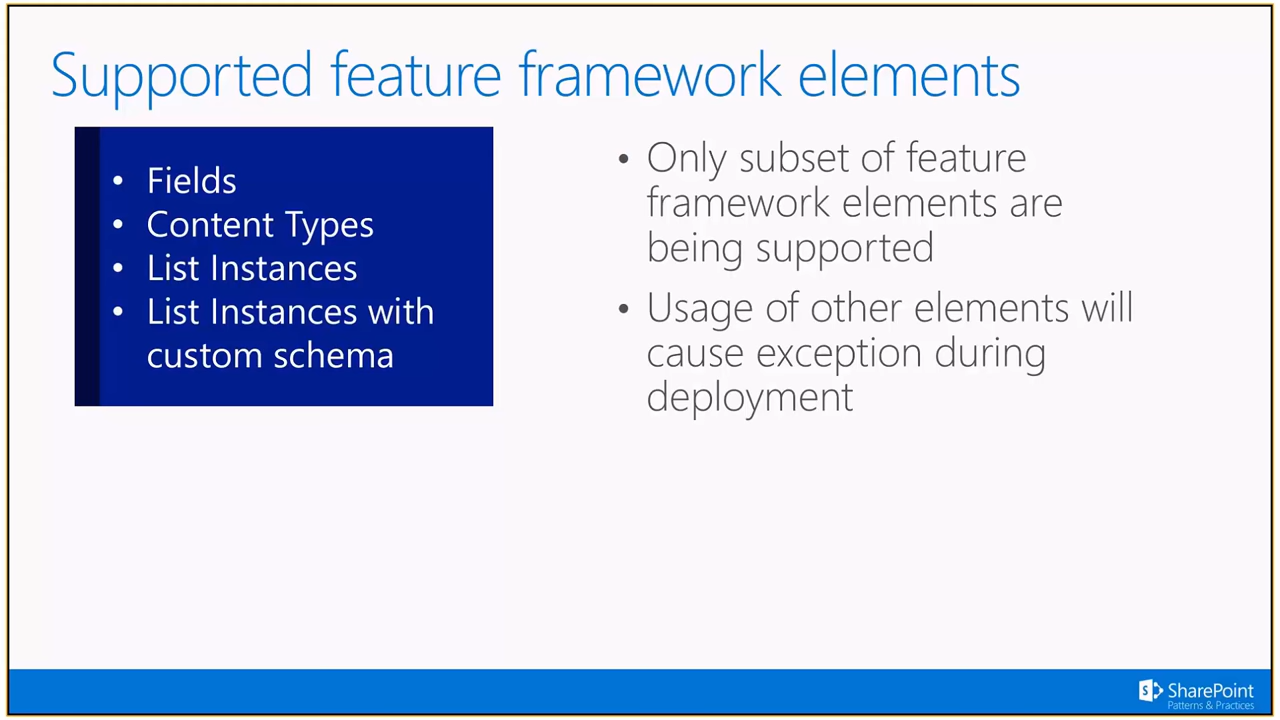 Supported feature framework elements
• Fields
• Content Types
• List Instances
• List Instances with
custom schema
• Only subset of feature
framework elements are
being supported
• Usage of other elements will
cause exception during
deployment
S
SharePoint
Patterns & Practices